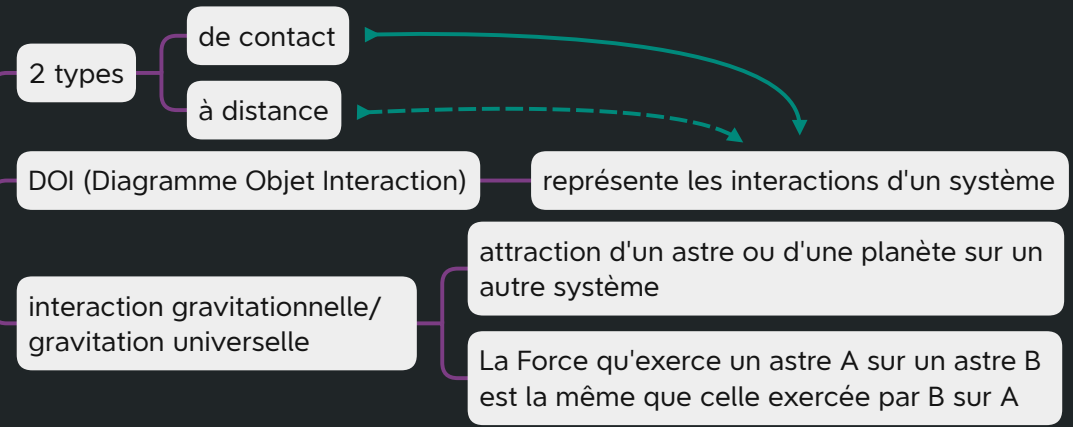 de contact
2 types
à distance
DOI (Diagramme Objet Interaction)
représente les interactions d'un système
attraction d'un astre ou d'une planète sur un
autre système
interaction gravitationnelle/
gravitation universelle
La Force qu'exerce un astre A sur un astre B
est la même que celle exercée par B sur A